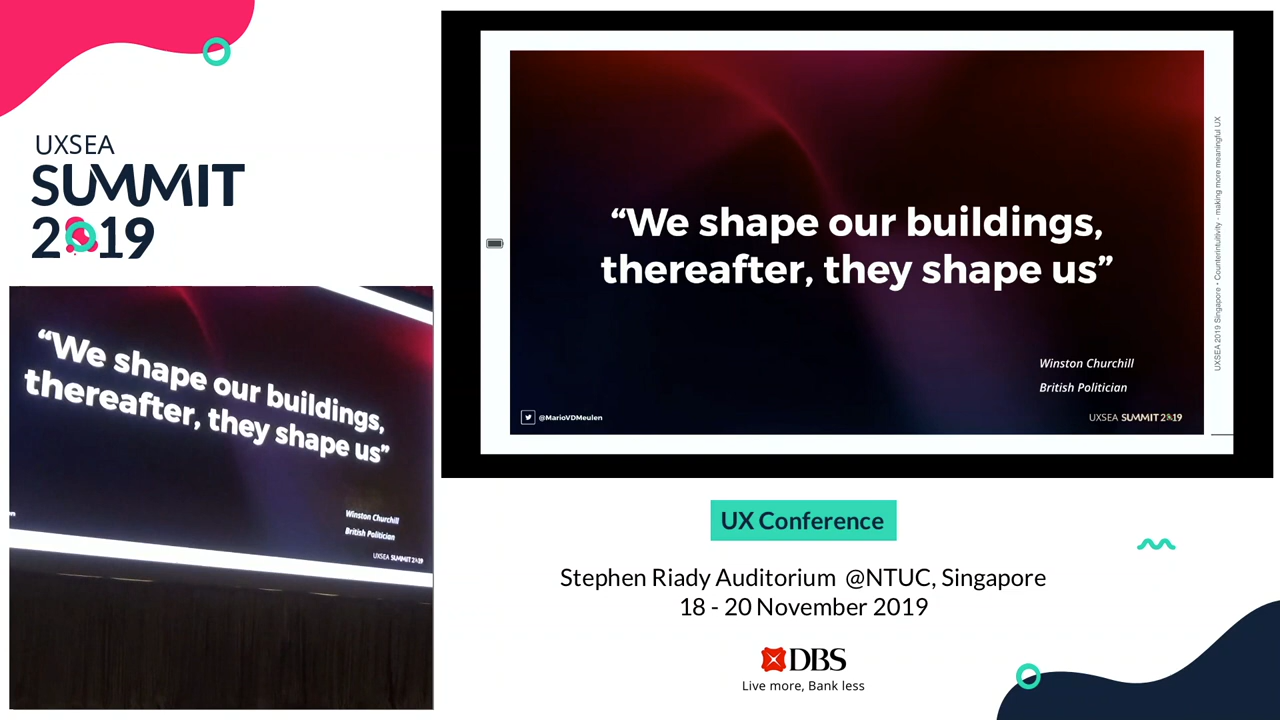 UXSEA
SUMMIT
2019
“We shape our buildings,
thereafter, they shape us”
Winston Churchill
British Politician
UXSEA SUMMIT 2019
“We shape our buildings,
thereafter, they shape us”
Winston Churchill
British Politician
@MarioVDMeulen
UXSEA SUMMIT 2019
UXSEA 2019 Singapore • Counterintuitivity - making more meaningful UX
UX Conference
Stephen Riady Auditorium @NTUC, Singapore
18 - 20 November 2019
DBS
Live more, Bank less